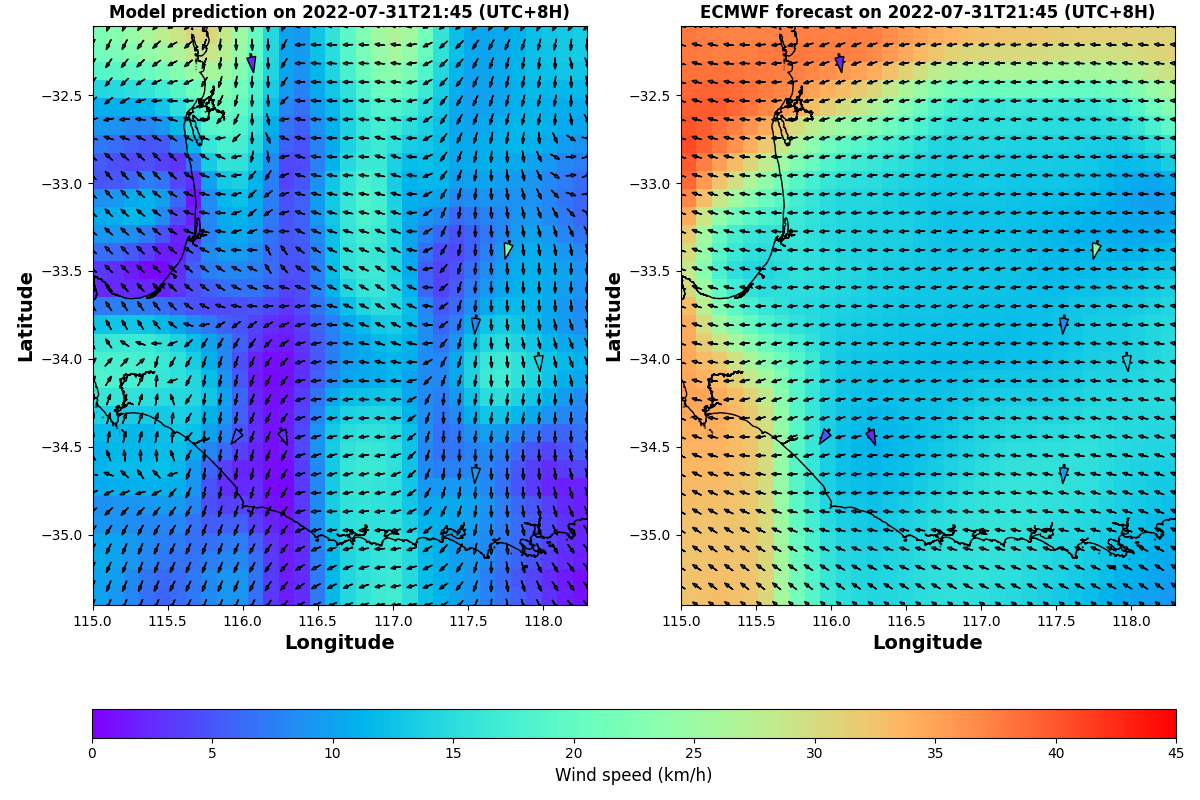 Model prediction on 2022-07-31T21:45 (UTC+8H)
ECMWF forecast on 2022-07-31T21:45 (UTC+8H)
Latitude
−32.5
−33.0
−33.5
−34.0
−34.5
−35.0
115.0 115.5 116.0 116.5 117.0 117.5 118.0
Longitude
Latitude
−32.5
−33.0
−33.5
−34.0
−34.5
−35.0
115.0 115.5 116.0 116.5 117.0 117.5 118.0
Longitude
0 5 10 15 20 25 30 35 40 45
Wind speed (km/h)